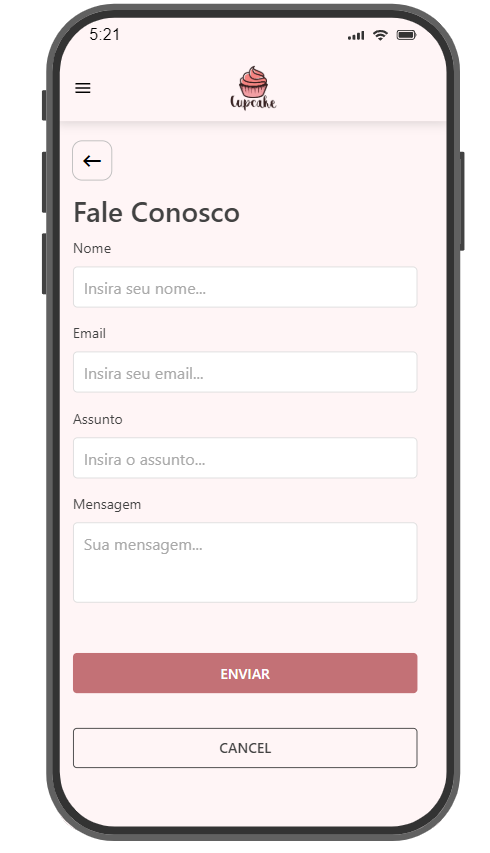 5:21
Cupcake
Fale Conosco
Nome
Insira seu nome...
Email
Insira seu email...
Assunto
Insira o assunto...
Mensagem
Sua mensagem...
ENVIAR
CANCEL